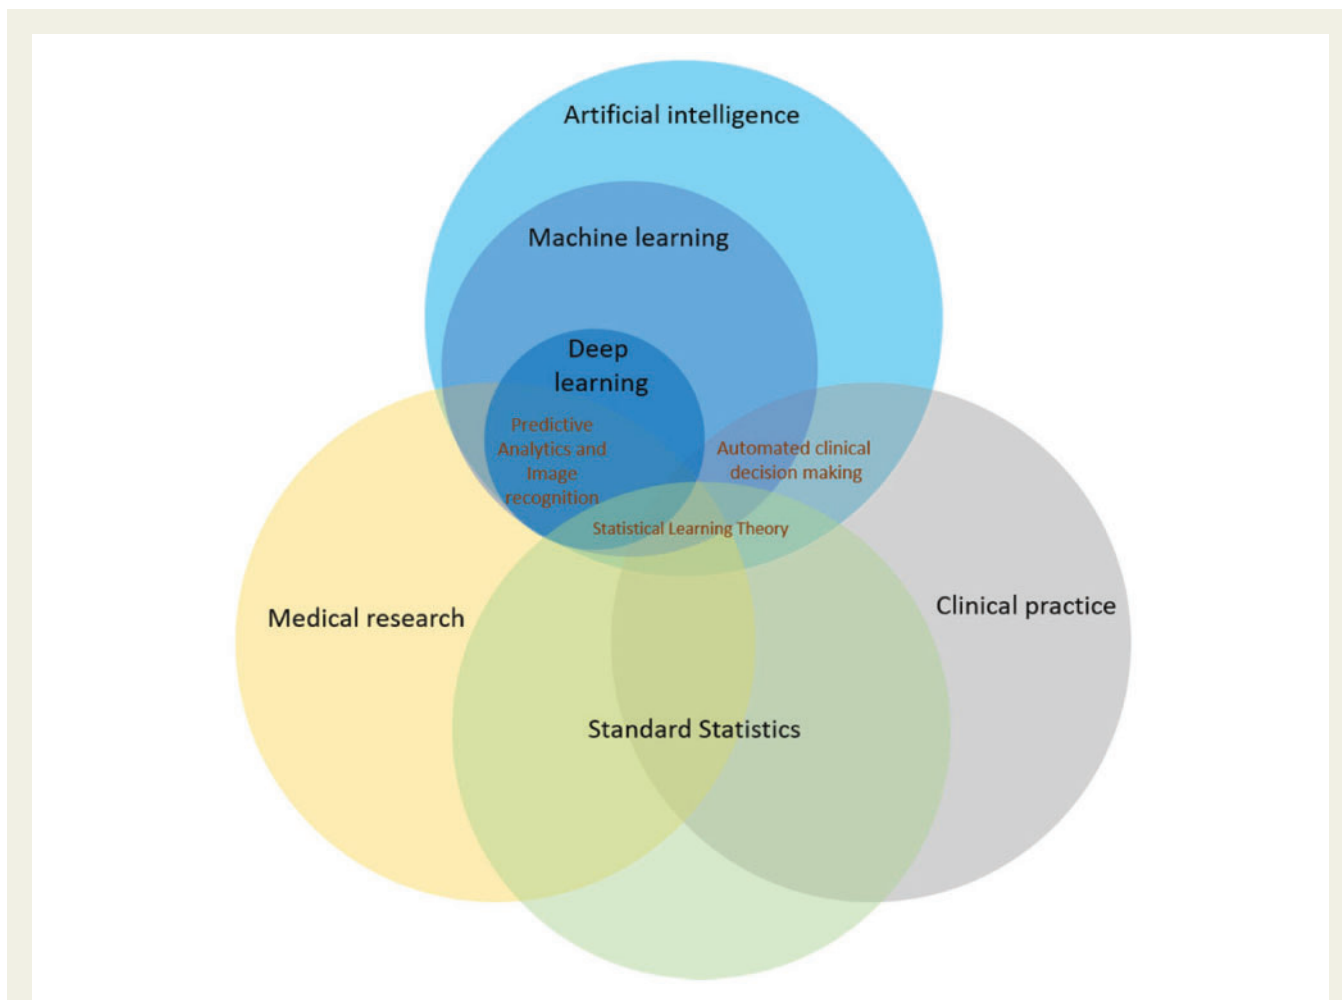 Artificial intelligence
Machine learning
Deep
learning
Predictive
Analytics and
Image
recognition
Automated clinical
decision making
Statistical Learning Theory
Medical research
Clinical practice
Standard Statistics